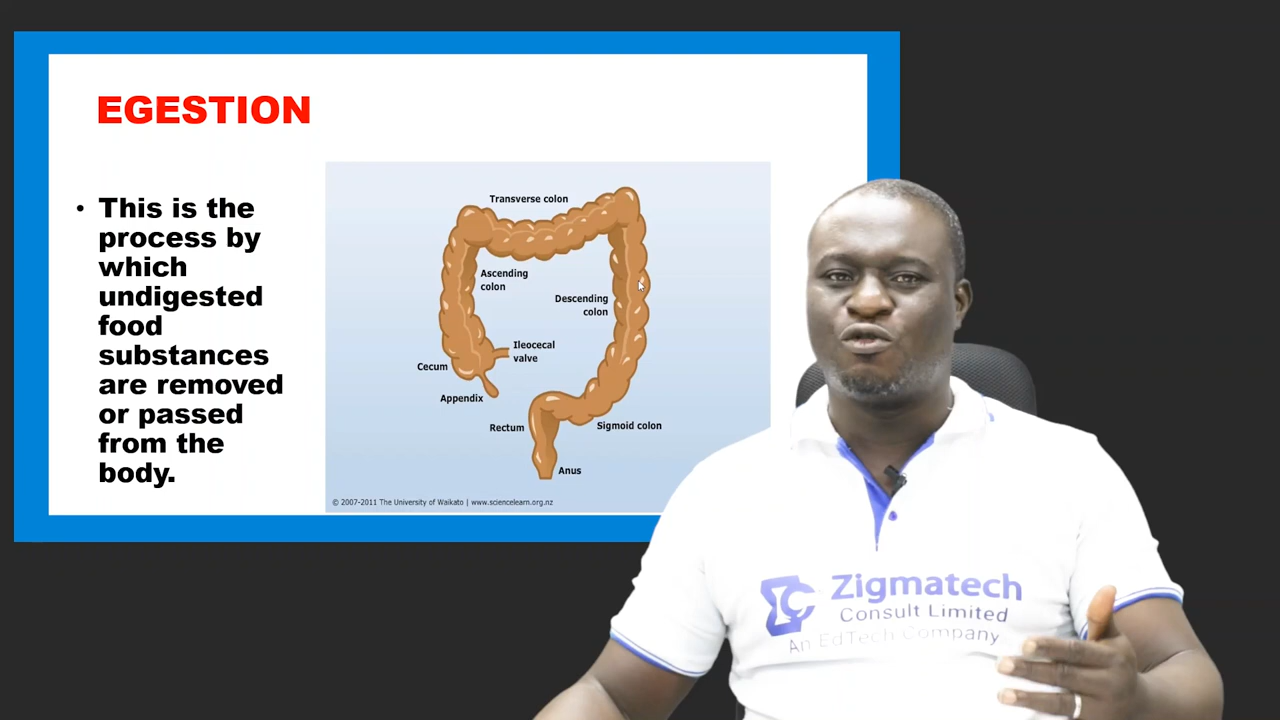 EGESTION
• This is the
process by
which
undigested
food
substances
are removed
or passed
from the
body.
Transverse colon
Ascending
colon
Descending
colon
Ileocecal
valve
Cecum
Appendix
Rectum
Sigmoid colon
Anus
© 2007-2011 The University of Waikato | www.sciencelearn.org.nz
Zigmatech
Consult Limited
An EdTech Company